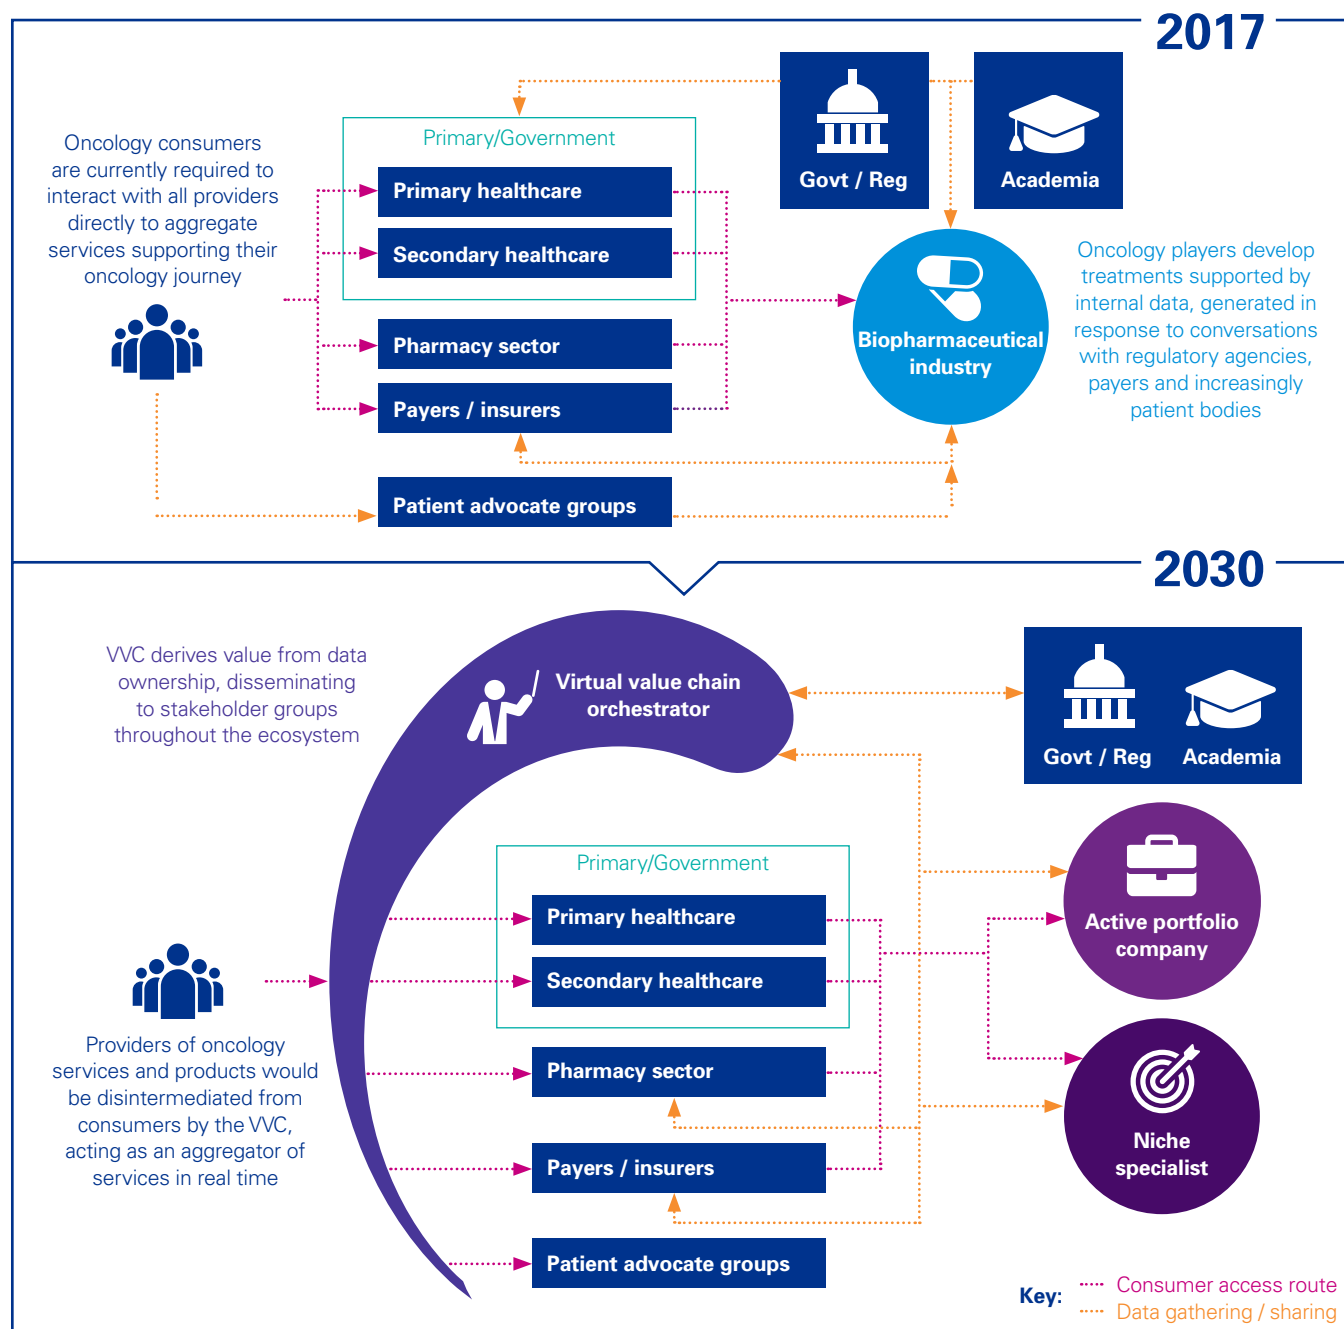 2017
Oncology consumers
are currently required to
interact with all providers
directly to aggregate
services supporting their
oncology journey
Primary/Government
Primary healthcare
Secondary healthcare
Pharmacy sector
Payers / insurers
Patient advocate groups
Govt / Reg
Academia
Biopharmaceutical
industry
Oncology players develop
treatments supported by
internal data, generated in
response to conversations
with regulatory agencies,
payers and increasingly
patient bodies
2030
VVC derives value from data
ownership, disseminating
to stakeholder groups
throughout the ecosystem
Virtual value chain
orchestrator
Govt / Reg
Academia
Primary/Government
Primary healthcare
Secondary healthcare
Pharmacy sector
Payers / insurers
Patient advocate groups
Active portfolio
company
Niche
specialist
Providers of oncology
services and products would
be disintermediated from
consumers by the VVC,
acting as an aggregator of
services in real time
Key:
Consumer access route
Data gathering / sharing